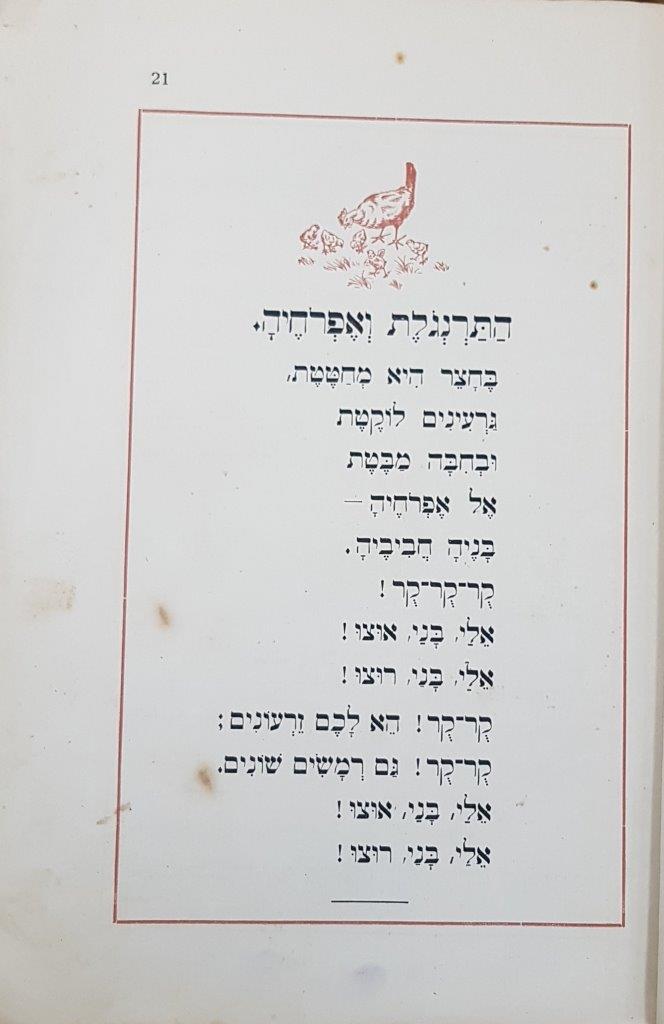 21
הַתַּרְנְגֹלֶת וְאֶפְרֹחֶיהָ.
בֶּחָצֵר הִיא מְחַטֶּטֶת,
גַּרְעִינִים לוֹקֶטֶת
וּבְחִבָּה מַבֶּטֶת
אֶל אֶפְרֹחֶיהָ—
בָּנֶיהָ חֲבִיבֶיהָ.
קֻר־קֻר־קֻר!
אֵלַי, בָּנַי, אוּצוּ!
אֵלַי, בָּנַי, רוּצוּ!
קֻר־קֻר! הֵא לָכֶם זֵרְעוֹנִים;
קֻר־קֻר! גַּם רְמָשִׂים שׁוֹנִים.
אֵלַי, בָּנַי, אוּצוּ!
אֵלַי, בָּנַי, רוּצוּ!